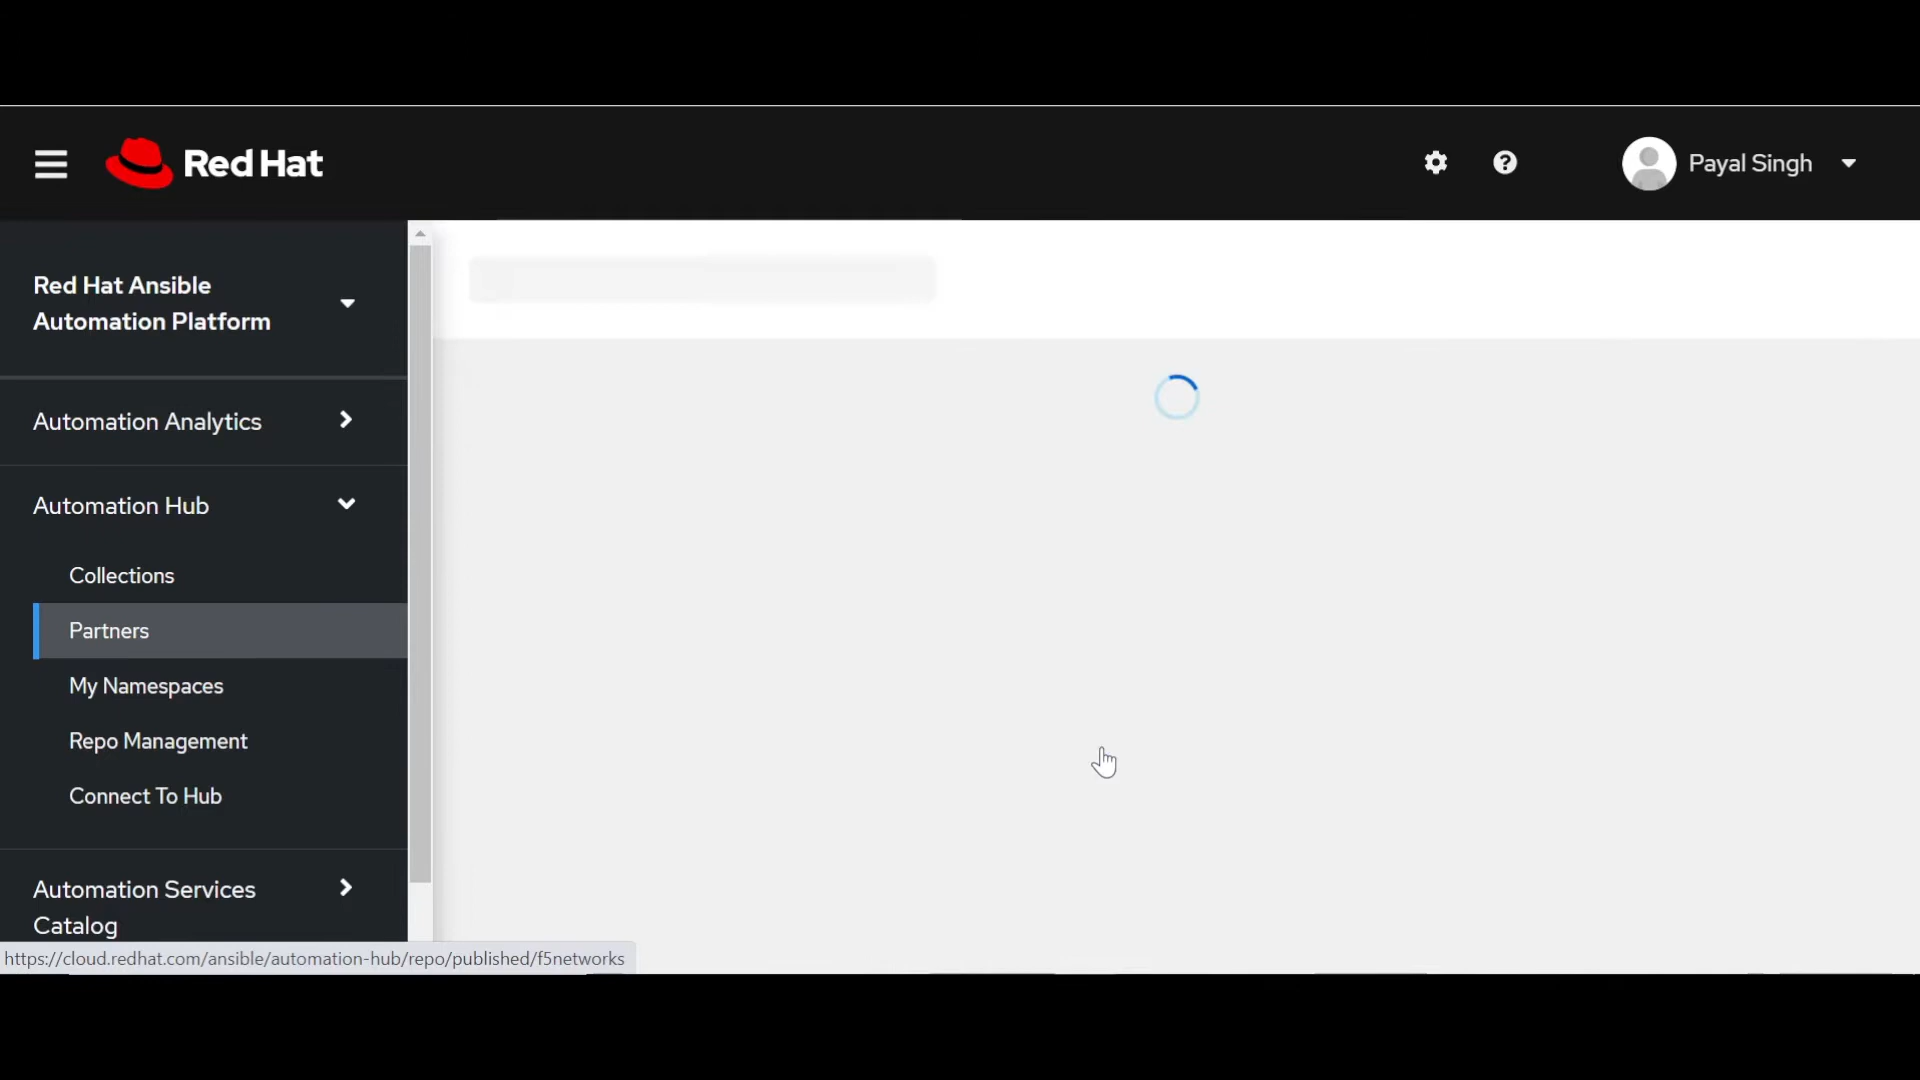 Red Hat
Payal Singh
Red Hat Ansible
Automation Platform
Automation Analytics
Automation Hub
Collections
Partners
My Namespaces
Repo Management
Connect To Hub
Automation Services
Catalog
https://cloud.redhat.com/ansible/automation-hub/repo/published/f5networks